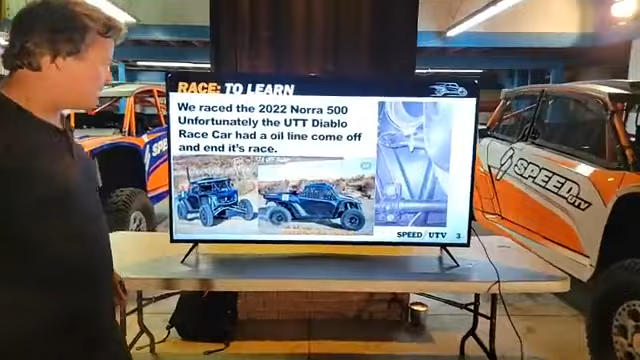 RACE: TO LEARN
We raced the 2022 Norra 500
Unfortunately the UTT Diablo
Race Car had a oil line come off
and end it's race.
SPEED UTV 3
SPEED UTV